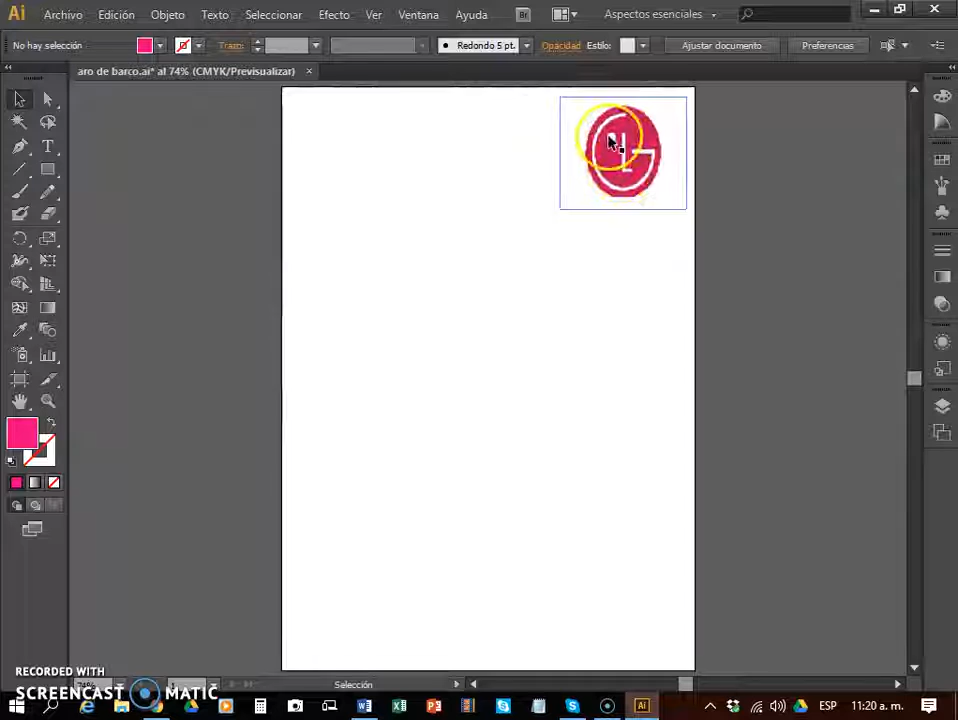 Ai Archivo Edición Objeto Texto Seleccionar Efecto Ver Ventana Ayuda Br Aspectos esenciales
No hay selección Trazo: Redondo 5 pt. Opacidad Estilo: Ajustar documento Preferencias
aro de barco.ai* al 74% (CMYK/Previsualizar) ×
RECORDED WITH
SCREENCAST MATIC
Selección
ESP 11:20 a. m.